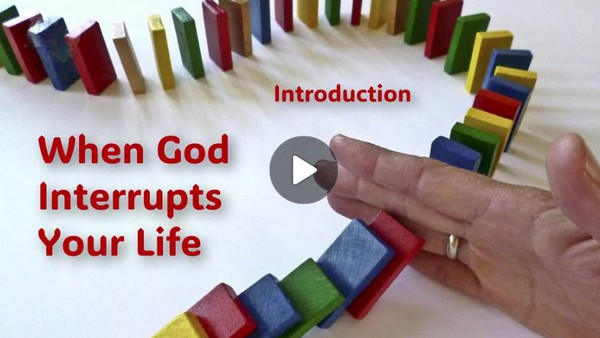 Introduction
When God
Interrupts
Your Life